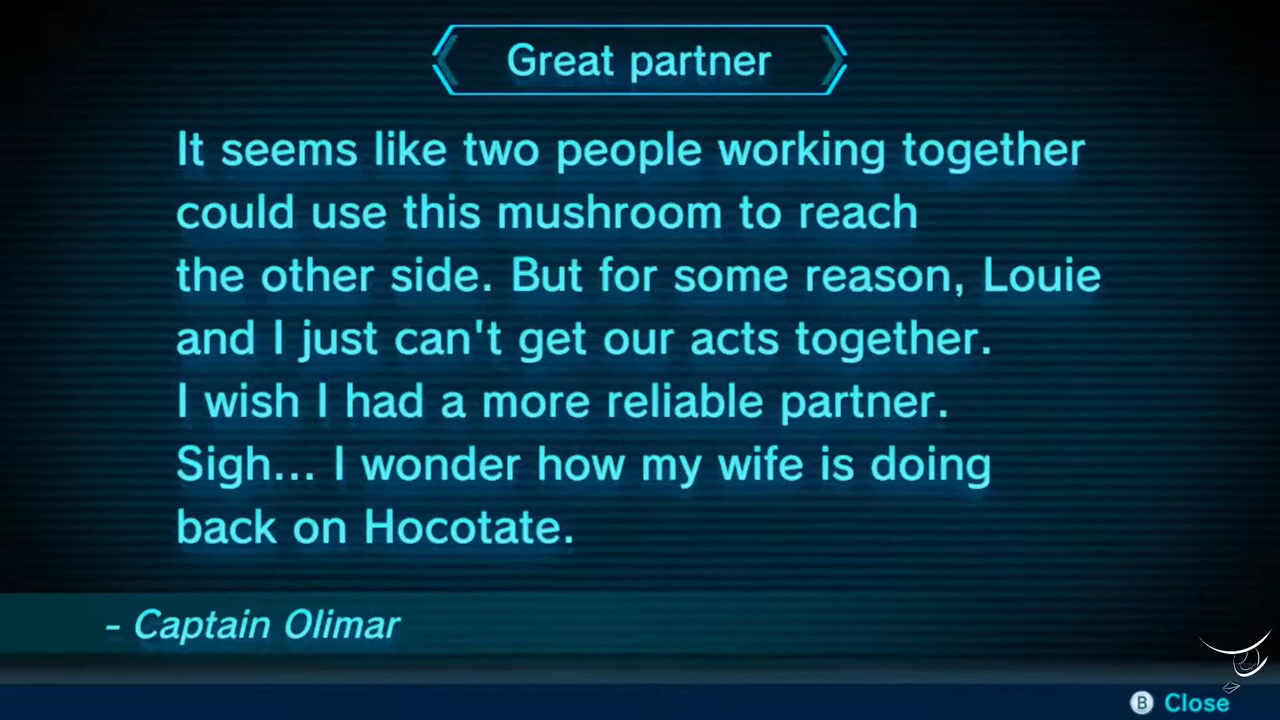 Great partner
It seems like two people working together
could use this mushroom to reach
the other side. But for some reason, Louie
and I just can't get our acts together.
I wish I had a more reliable partner.
Sigh... I wonder how my wife is doing
back on Hocotate.
- Captain Olimar
B Close